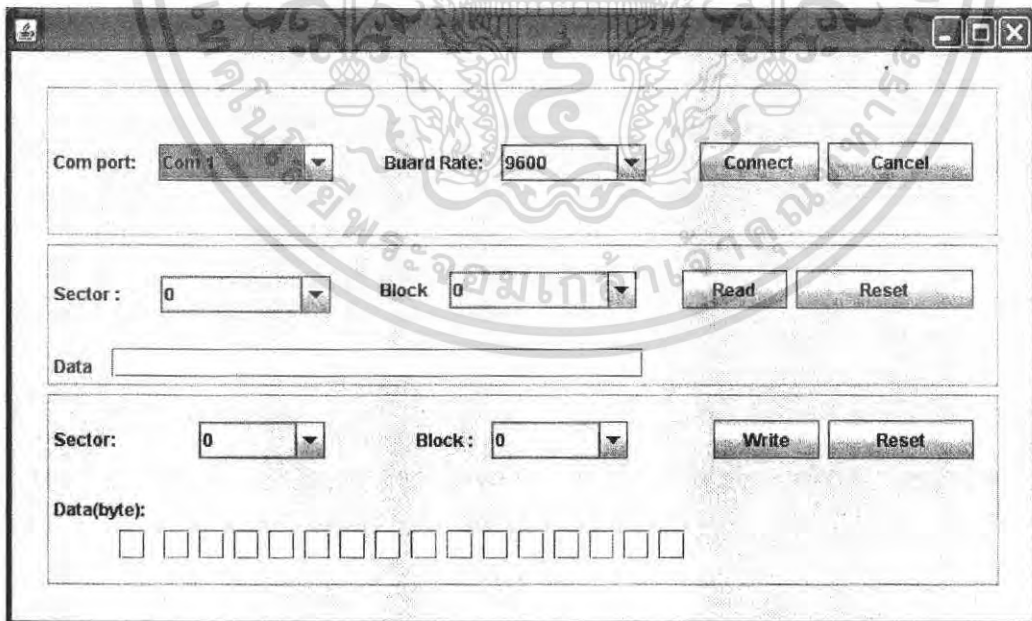 Com port: Com 1 Buard Rate: 9600 Connect Cancel
Sector : 0 Block 0 Read Reset
Data
Sector: 0 Block : 0 Write Reset
Data(byte):